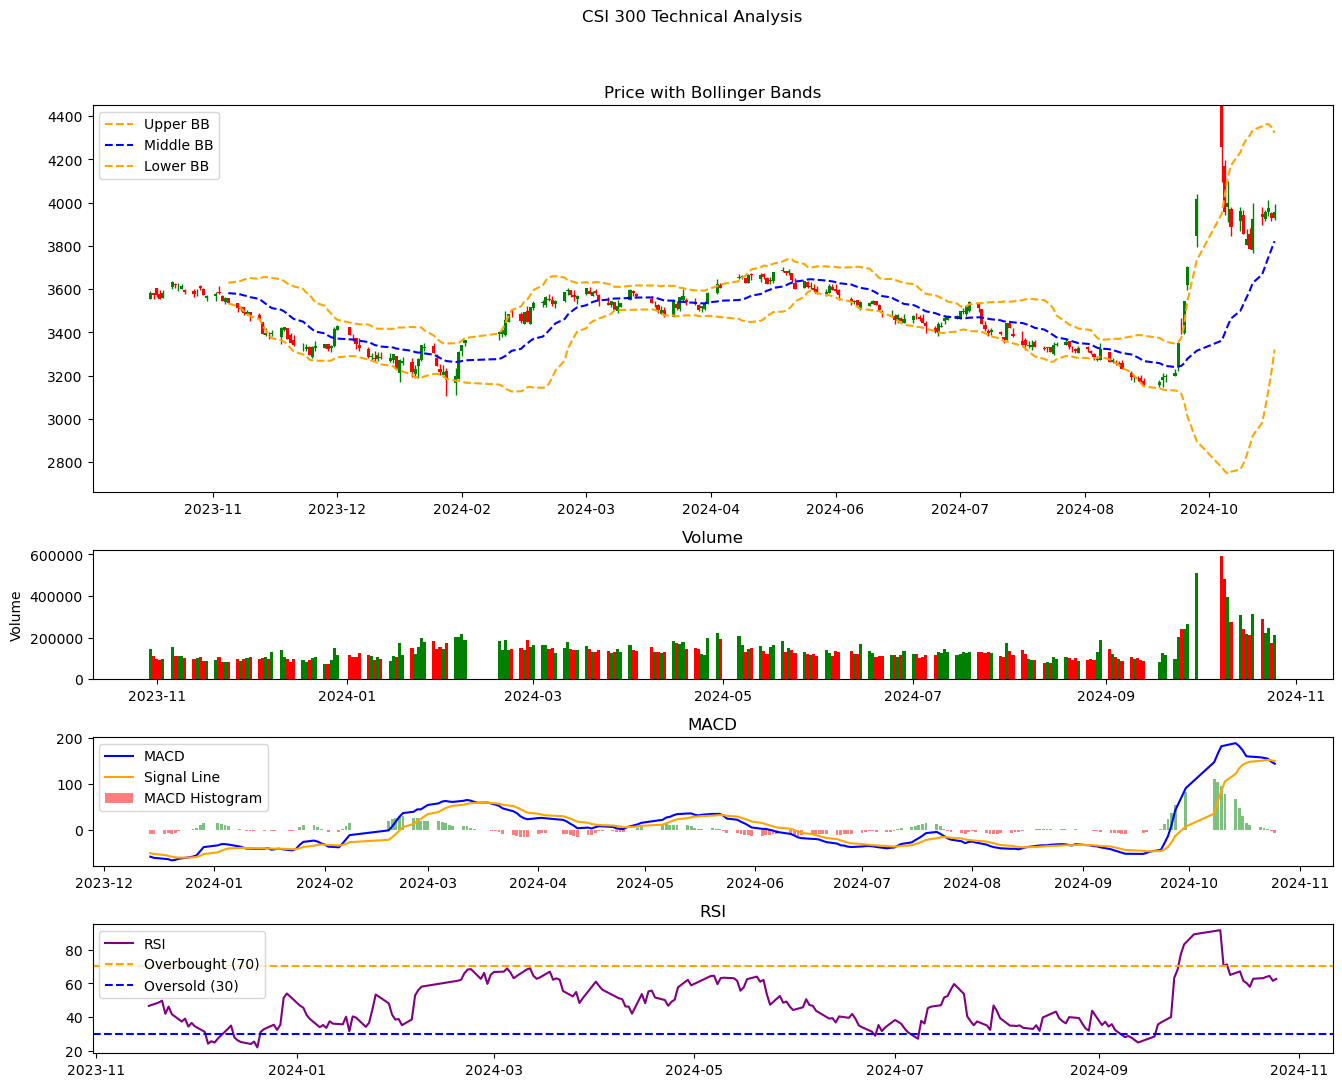 CSI 300 Technical Analysis
Price with Bollinger Bands
Upper BB
Middle BB
Lower BB
4400
4200
4000
3800
3600
3400
3200
3000
2800
2023-11 2023-12 2024-02 2024-03 2024-04 2024-06 2024-07 2024-08 2024-10
Volume
Volume
600000
400000
200000
0
2023-11 2024-01 2024-03 2024-05 2024-07 2024-09 2024-11
MACD
MACD
Signal Line
MACD Histogram
200
100
0
2023-12 2024-01 2024-02 2024-03 2024-04 2024-05 2024-06 2024-07 2024-08 2024-09 2024-10 2024-11
RSI
RSI
Overbought (70)
Oversold (30)
80
60
40
20
2023-11 2024-01 2024-03 2024-05 2024-07 2024-09 2024-11